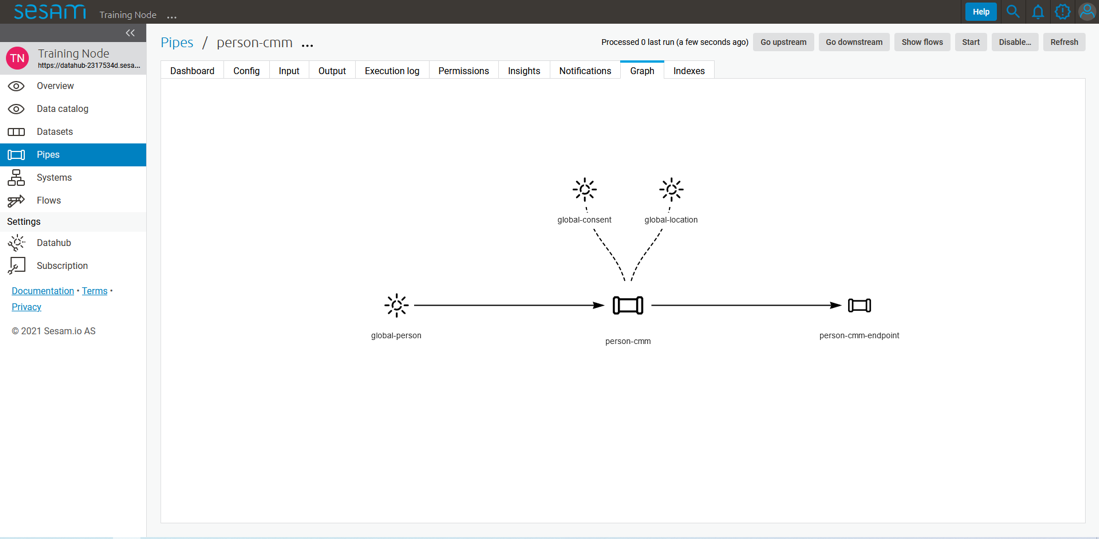 sesam Training Node ... Help
TN Training Node
https://datahub-2317534d.sesa...
Overview
Data catalog
Datasets
Pipes
Systems
Flows
Settings
Datahub
Subscription
Documentation • Terms •
Privacy
© 2021 Sesam.io AS
Pipes / person-cmm ... Processed 0 last run (a few seconds ago) Go upstream Go downstream Show flows Start Disable... Refresh
Dashboard Config Input Output Execution log Permissions Insights Notifications Graph Indexes
global-consent global-location
global-person person-cmm person-cmm-endpoint